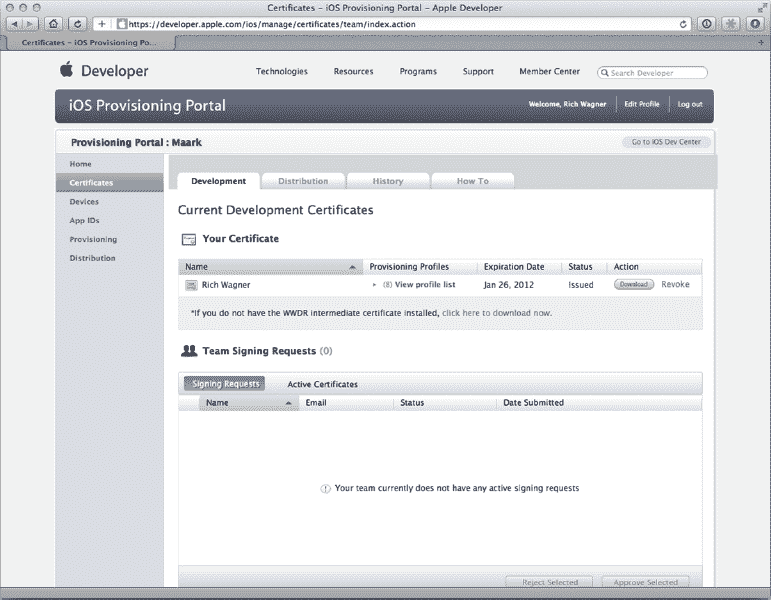 Certificates – iOS Provisioning Portal – Apple Developer
https://developer.apple.com/ios/manage/certificates/team/index.action
Certificates – iOS Provisioning Po...
Developer
Technologies Resources Programs Support Member Center Search Developer
iOS Provisioning Portal
Welcome, Rich Wagner Edit Profile Log out
Provisioning Portal : Maark
Go to iOS Dev Center
Home
Certificates
Devices
App IDs
Provisioning
Distribution
Development Distribution History How To
Current Development Certificates
Your Certificate
Name Provisioning Profiles Expiration Date Status Action
Rich Wagner (8) View profile list Jan 26, 2012 Issued Download Revoke
*If you do not have the WWDR intermediate certificate installed, click here to download now.
Team Signing Requests (0)
Signing Requests Active Certificates
Name Email Status Date Submitted
Your team currently does not have any active signing requests
Reject Selected Approve Selected